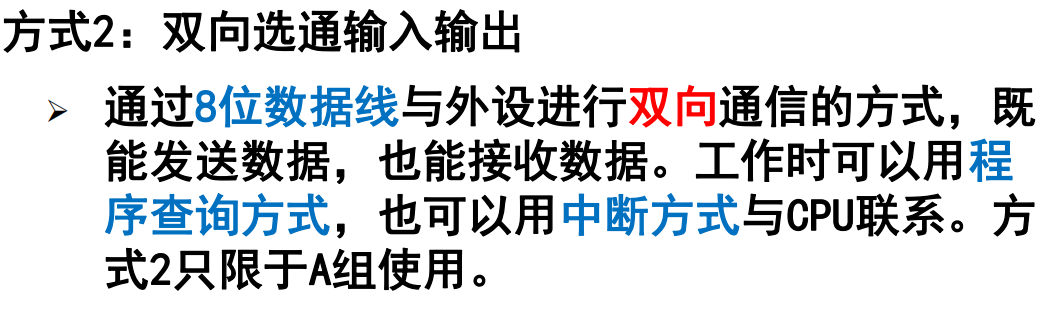 方式2：双向选通输入输出
➢ 通过8位数据线与外设进行双向通信的方式，既
能发送数据，也能接收数据。工作时可以用程
序查询方式，也可以用中断方式与CPU联系。方
式2只限于A组使用。